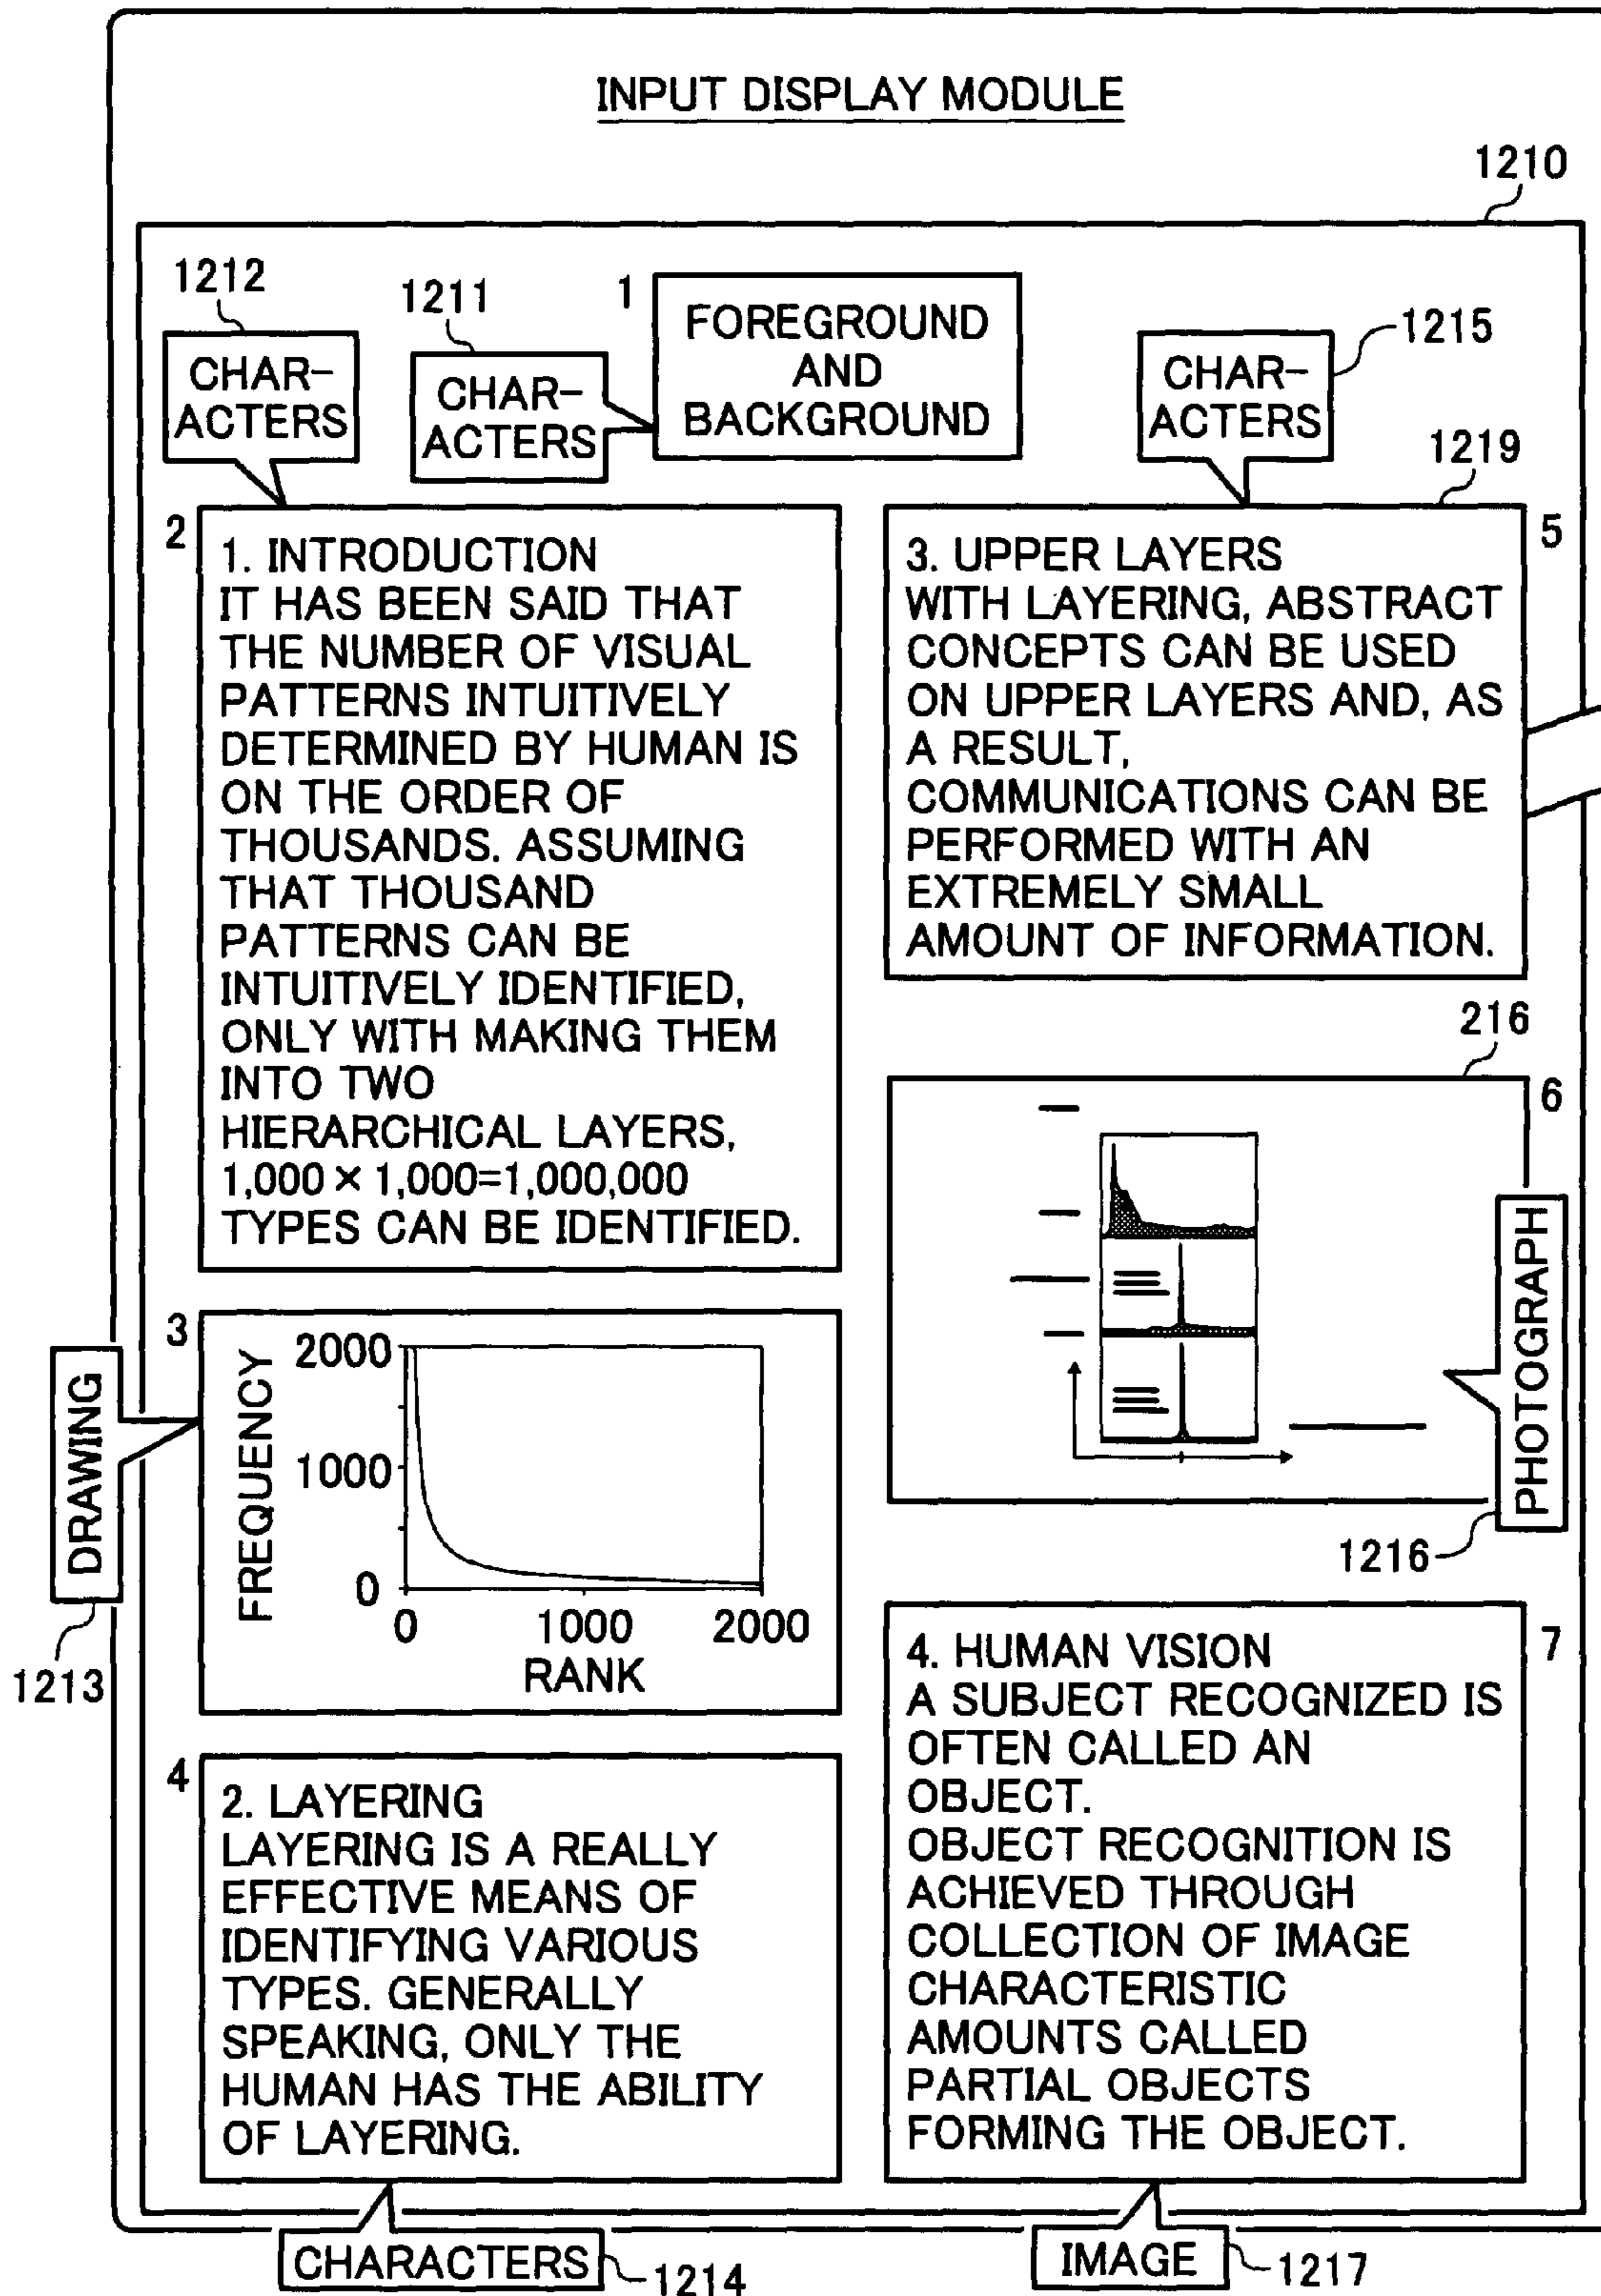 INPUT DISPLAY MODULE
1210
1212
1211
1
FOREGROUND
AND
BACKGROUND
1215
CHAR-
ACTERS
CHAR-
ACTERS
CHAR-
ACTERS
1219
2
1. INTRODUCTION
IT HAS BEEN SAID THAT
THE NUMBER OF VISUAL
PATTERNS INTUITIVELY
DETERMINED BY HUMAN IS
ON THE ORDER OF
THOUSANDS. ASSUMING
THAT THOUSAND
PATTERNS CAN BE
INTUITIVELY IDENTIFIED,
ONLY WITH MAKING THEM
INTO TWO
HIERARCHICAL LAYERS,
1,000 × 1,000=1,000,000
TYPES CAN BE IDENTIFIED.
3
DRAWING
1213
FREQUENCY
2000
1000
0
0
1000
2000
RANK
4
2. LAYERING
LAYERING IS A REALLY
EFFECTIVE MEANS OF
IDENTIFYING VARIOUS
TYPES. GENERALLY
SPEAKING, ONLY THE
HUMAN HAS THE ABILITY
OF LAYERING.
CHARACTERS
1214
5
3. UPPER LAYERS
WITH LAYERING, ABSTRACT
CONCEPTS CAN BE USED
ON UPPER LAYERS AND, AS
A RESULT,
COMMUNICATIONS CAN BE
PERFORMED WITH AN
EXTREMELY SMALL
AMOUNT OF INFORMATION.
216
6
PHOTOGRAPH
1216
7
4. HUMAN VISION
A SUBJECT RECOGNIZED IS
OFTEN CALLED AN
OBJECT.
OBJECT RECOGNITION IS
ACHIEVED THROUGH
COLLECTION OF IMAGE
CHARACTERISTIC
AMOUNTS CALLED
PARTIAL OBJECTS
FORMING THE OBJECT.
IMAGE
1217